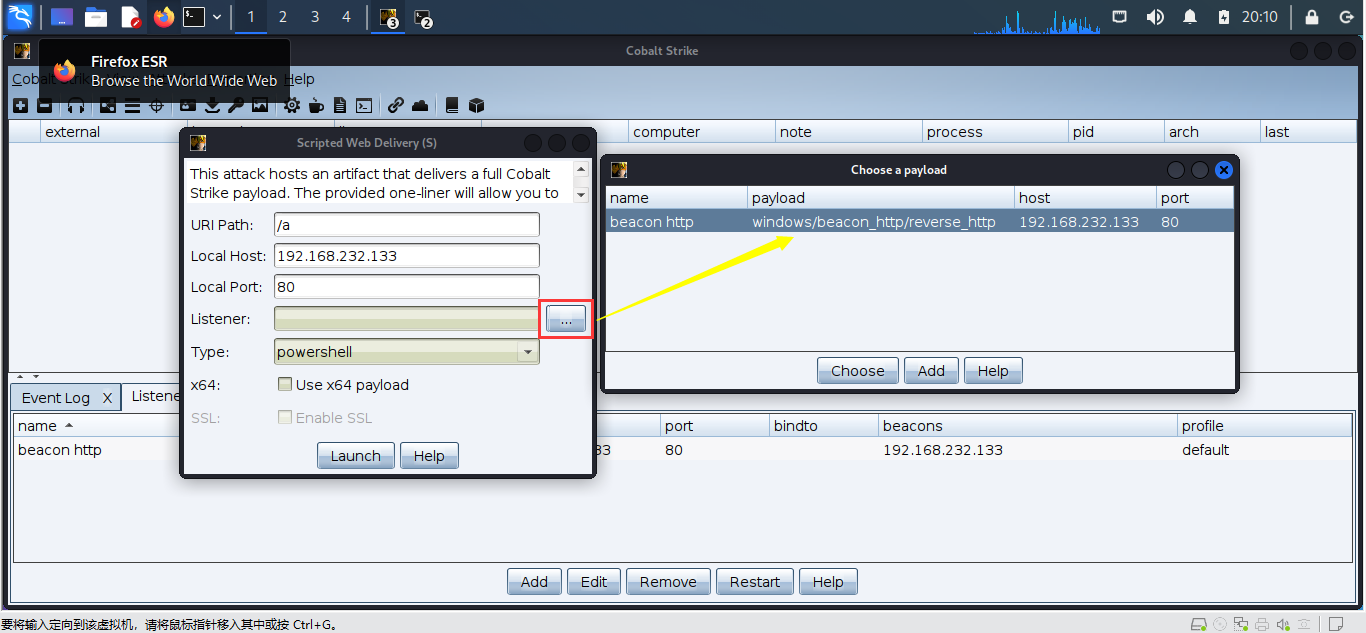 1 2 3 4 3 2 20:10
Cobalt Strike
Firefox ESR
Browse the World Wide Web
Help
external computer note process pid arch last
Scripted Web Delivery (S)
This attack hosts an artifact that delivers a full Cobalt
Strike payload. The provided one-liner will allow you to
URI Path: /a
Local Host: 192.168.232.133
Local Port: 80
Listener: ...
Type: powershell
x64: Use x64 payload
SSL: Enable SSL
Launch Help
Choose a payload
name payload host port
beacon http windows/beacon_http/reverse_http 192.168.232.133 80
Choose Add Help
Event Log X Listene
name port bindto beacons profile
beacon http 33 80 192.168.232.133 default
Add Edit Remove Restart Help
要将输入定向到该虚拟机，请将鼠标指针移入其中或按 Ctrl+G。